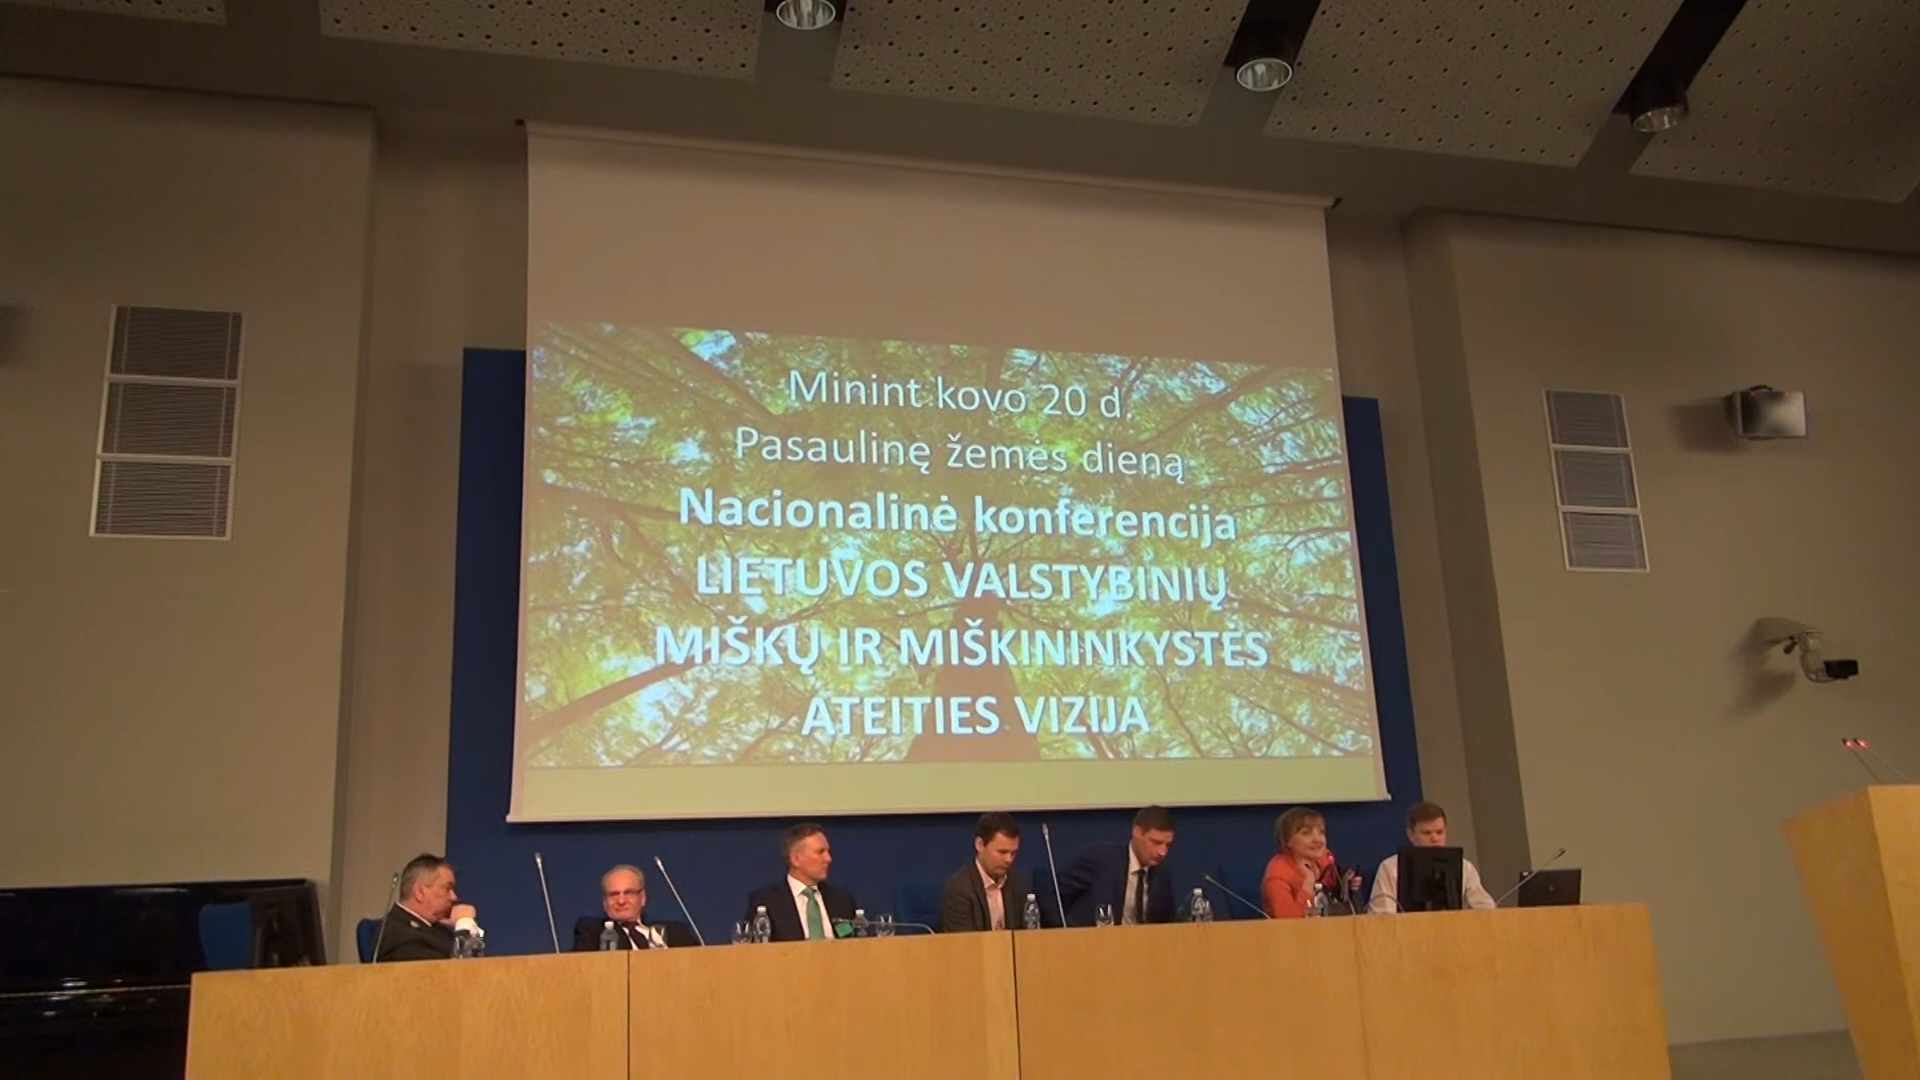 Minint kovo 20 d.
Pasaulinę žemės dieną
Nacionalinė konferencija
LIETUVOS VALSTYBINIŲ
MIŠKŲ IR MIŠKININKYSTĖS
ATEITIES VIZIJA